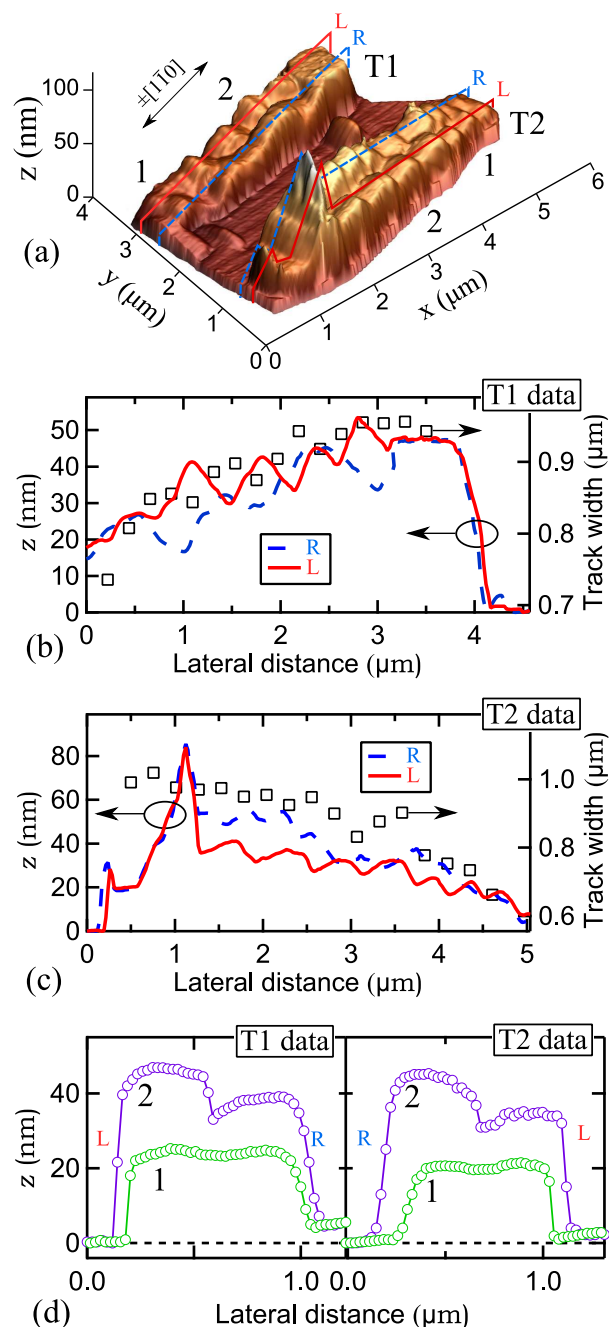 L
R
T1
±[11̄0]
2
1
z (nm)
100
50
0
R
L
T2
1
2
4
3
2
1
0
y (μm)
0
1
2
3
4
5
6
x (μm)
(a)
T1 data
z (nm)
50
40
30
20
10
0
R
L
0.9
0.8
0.7
Track width (μm)
0 1 2 3 4
Lateral distance (μm)
(b)
T2 data
z (nm)
80
60
40
20
0
R
L
1.0
0.8
0.6
Track width (μm)
0 1 2 3 4 5
Lateral distance (μm)
(c)
T1 data T2 data
z (nm)
40
20
0
L 2 R
1
R 2 L
1
0.0 1.0 0.0 1.0
Lateral distance (μm)
(d)